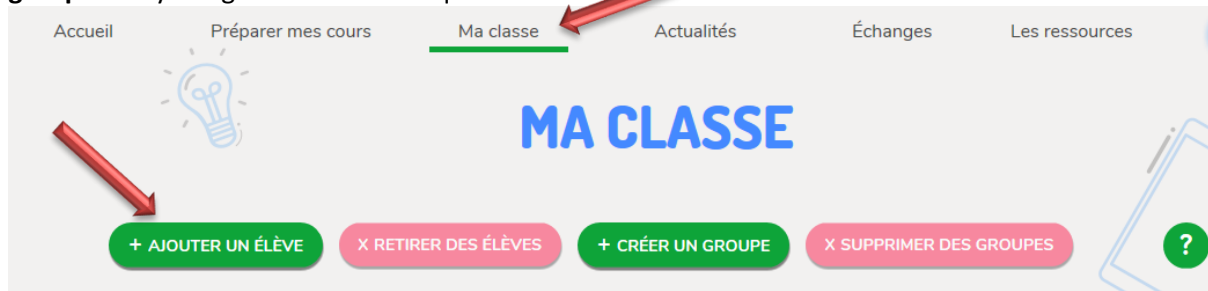 Accueil Préparer mes cours Ma classe Actualités Échanges Les ressources
MA CLASSE
+ AJOUTER UN ÉLÈVE X RETIRER DES ÉLÈVES + CRÉER UN GROUPE X SUPPRIMER DES GROUPES ?